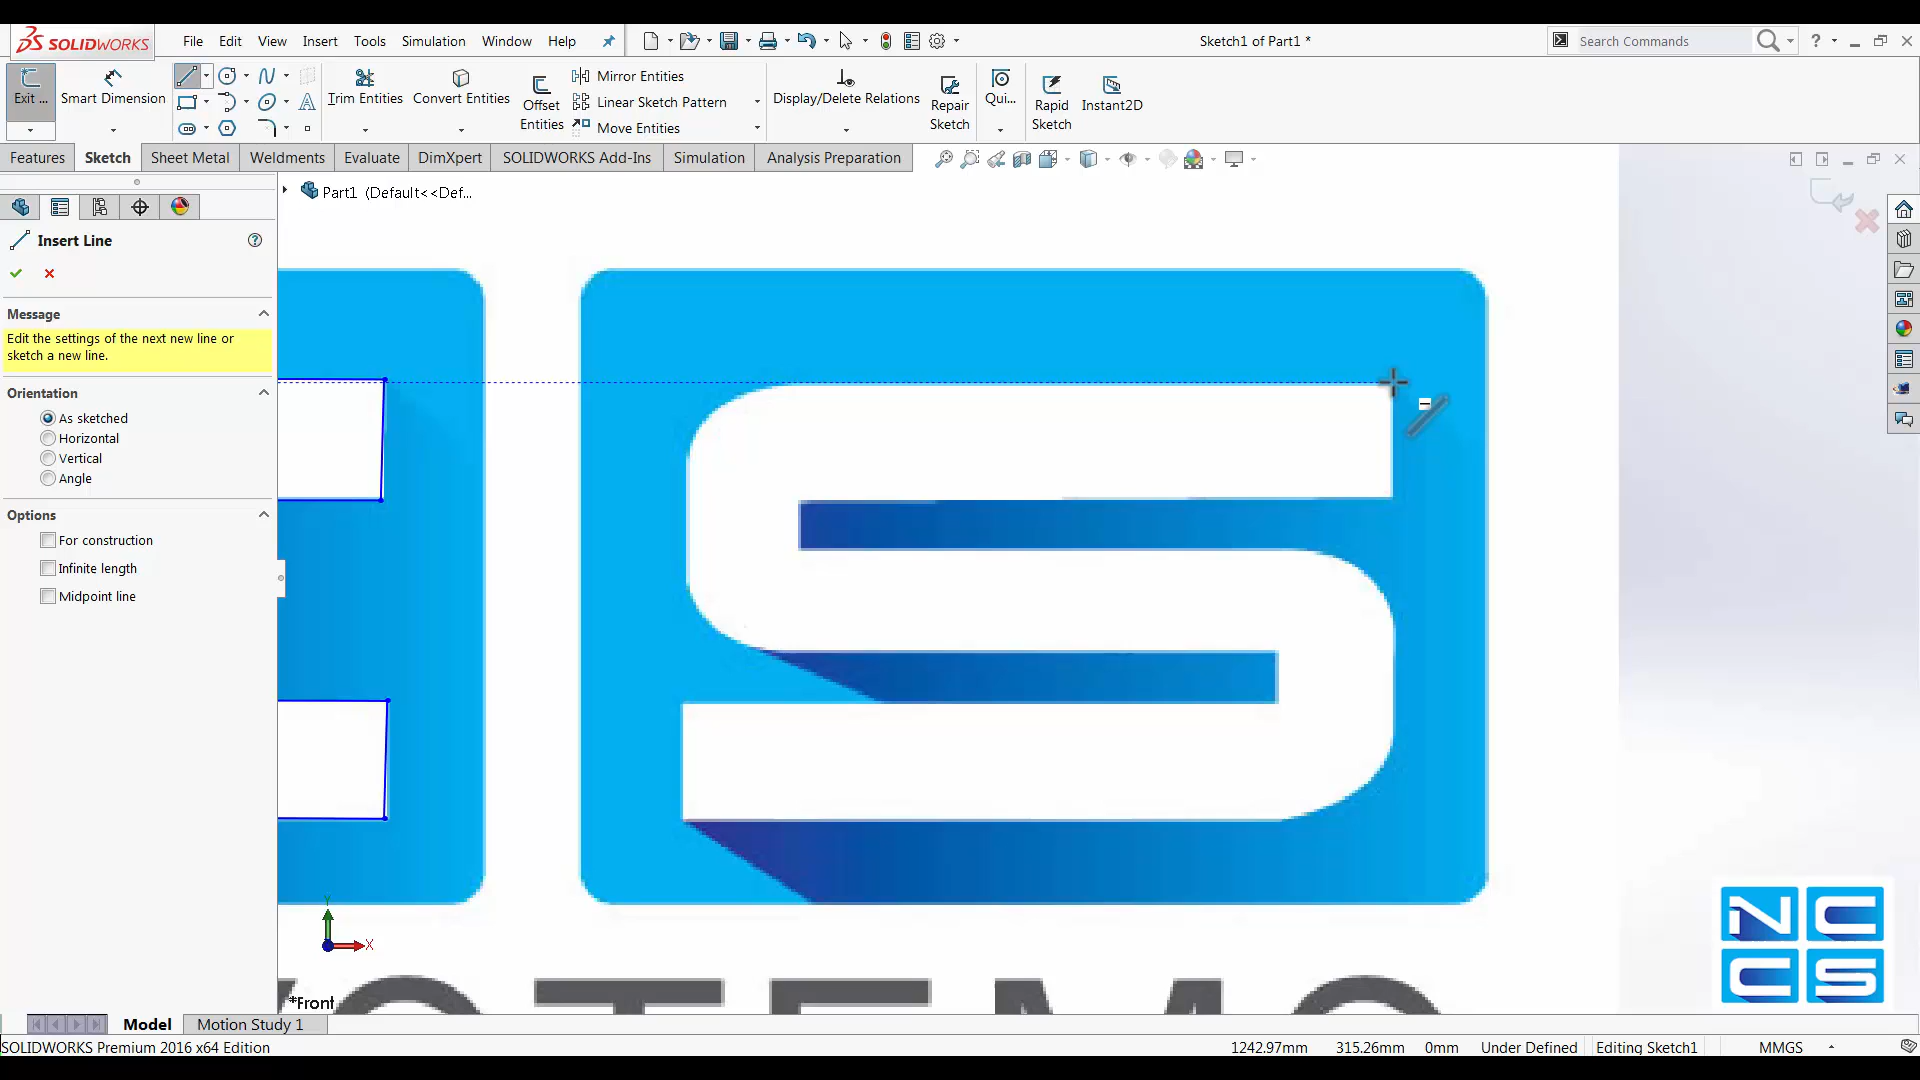 SOLIDWORKS File Edit View Insert Tools Simulation Window Help Sketch1 of Part1 * Search Commands ?
Exit ... Smart Dimension Trim Entities Convert Entities Offset Entities Mirror Entities Linear Sketch Pattern Move Entities Display/Delete Relations Repair Sketch Qui... Rapid Sketch Instant2D
Features Sketch Sheet Metal Weldments Evaluate DimXpert SOLIDWORKS Add-Ins Simulation Analysis Preparation
Part1 (Default<<Def...
Insert Line
Message
Edit the settings of the next new line or
sketch a new line.
Orientation
As sketched
Horizontal
Vertical
Angle
Options
For construction
Infinite length
Midpoint line
S
Y
X
*Front
N C
C S
Model Motion Study 1
SOLIDWORKS Premium 2016 x64 Edition 1242.97mm 315.26mm 0mm Under Defined Editing Sketch1 MMGS